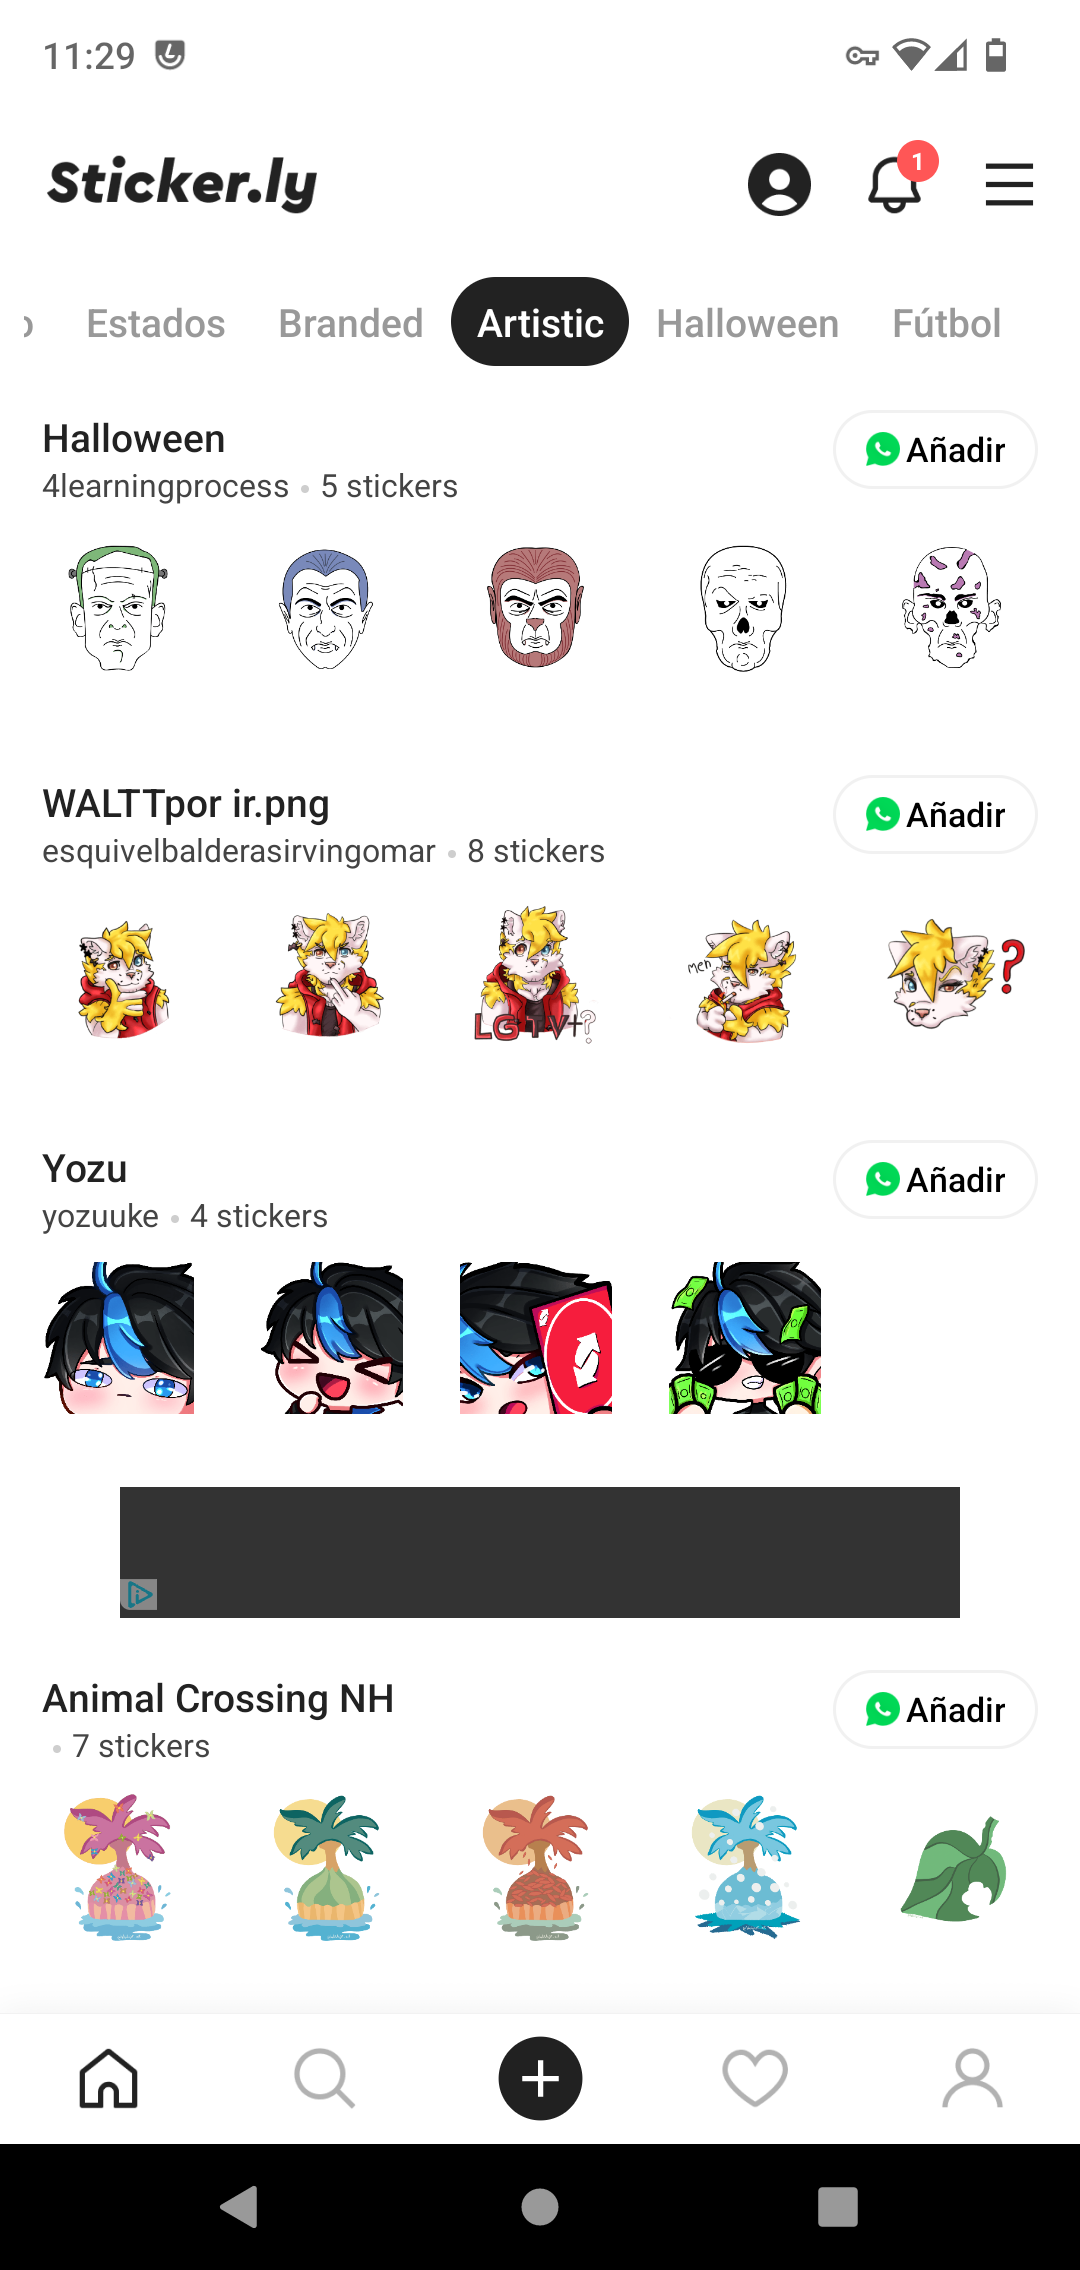 11:29
Sticker.ly
1
Estados Branded Artistic Halloween Fútbol
Halloween
4learningprocess • 5 stickers
Añadir
WALTTpor ir.png
esquivelbalderasirvingomar • 8 stickers
Añadir
Meh
?
LGTV+?
Yozu
yozuuke • 4 stickers
Añadir
Animal Crossing NH
• 7 stickers
Añadir